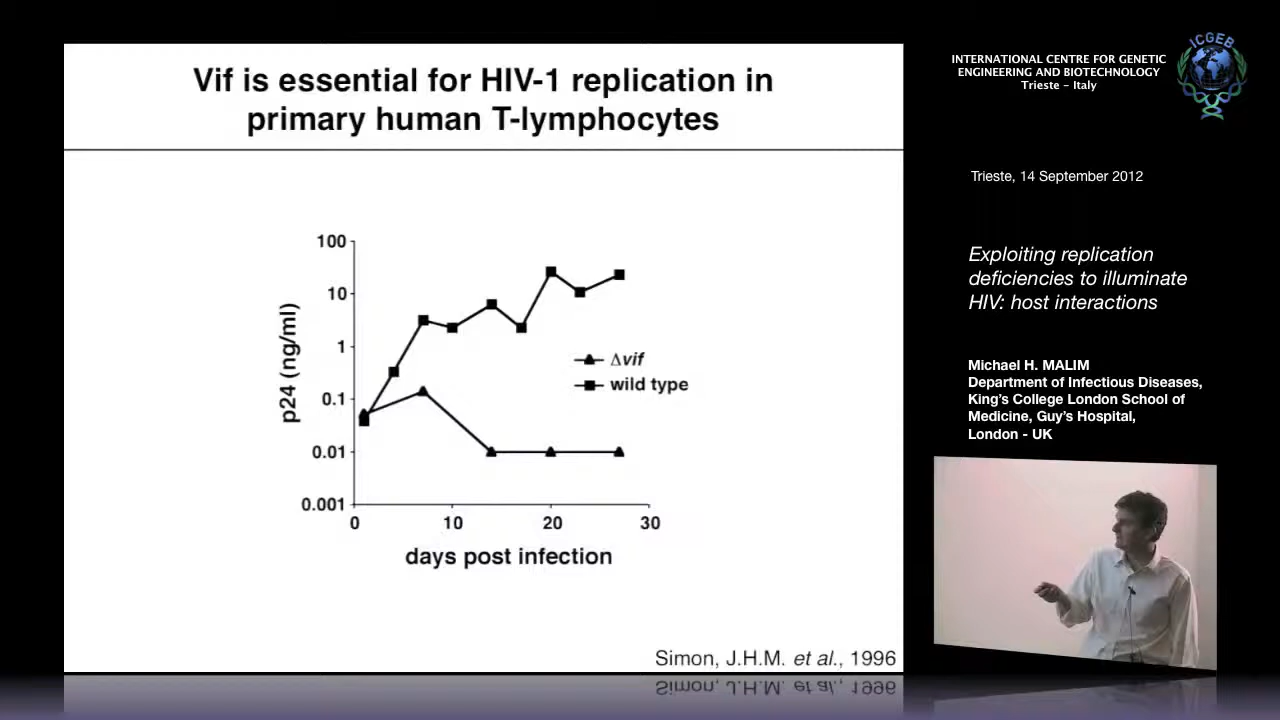 Vif is essential for HIV-1 replication in
primary human T-lymphocytes
100
10
1
0.1
0.01
0.001
0
10
20
30
p24 (ng/ml)
days post infection
Δvif
wild type
Simon, J.H.M. et al., 1996
Simon, J.H.M. et al., 1996
INTERNATIONAL CENTRE FOR GENETIC
ENGINEERING AND BIOTECHNOLOGY
Trieste - Italy
ICGEB
Trieste, 14 September 2012
Exploiting replication
deficiencies to illuminate
HIV: host interactions
Michael H. MALIM
Department of Infectious Diseases,
King's College London School of
Medicine, Guy's Hospital,
London - UK